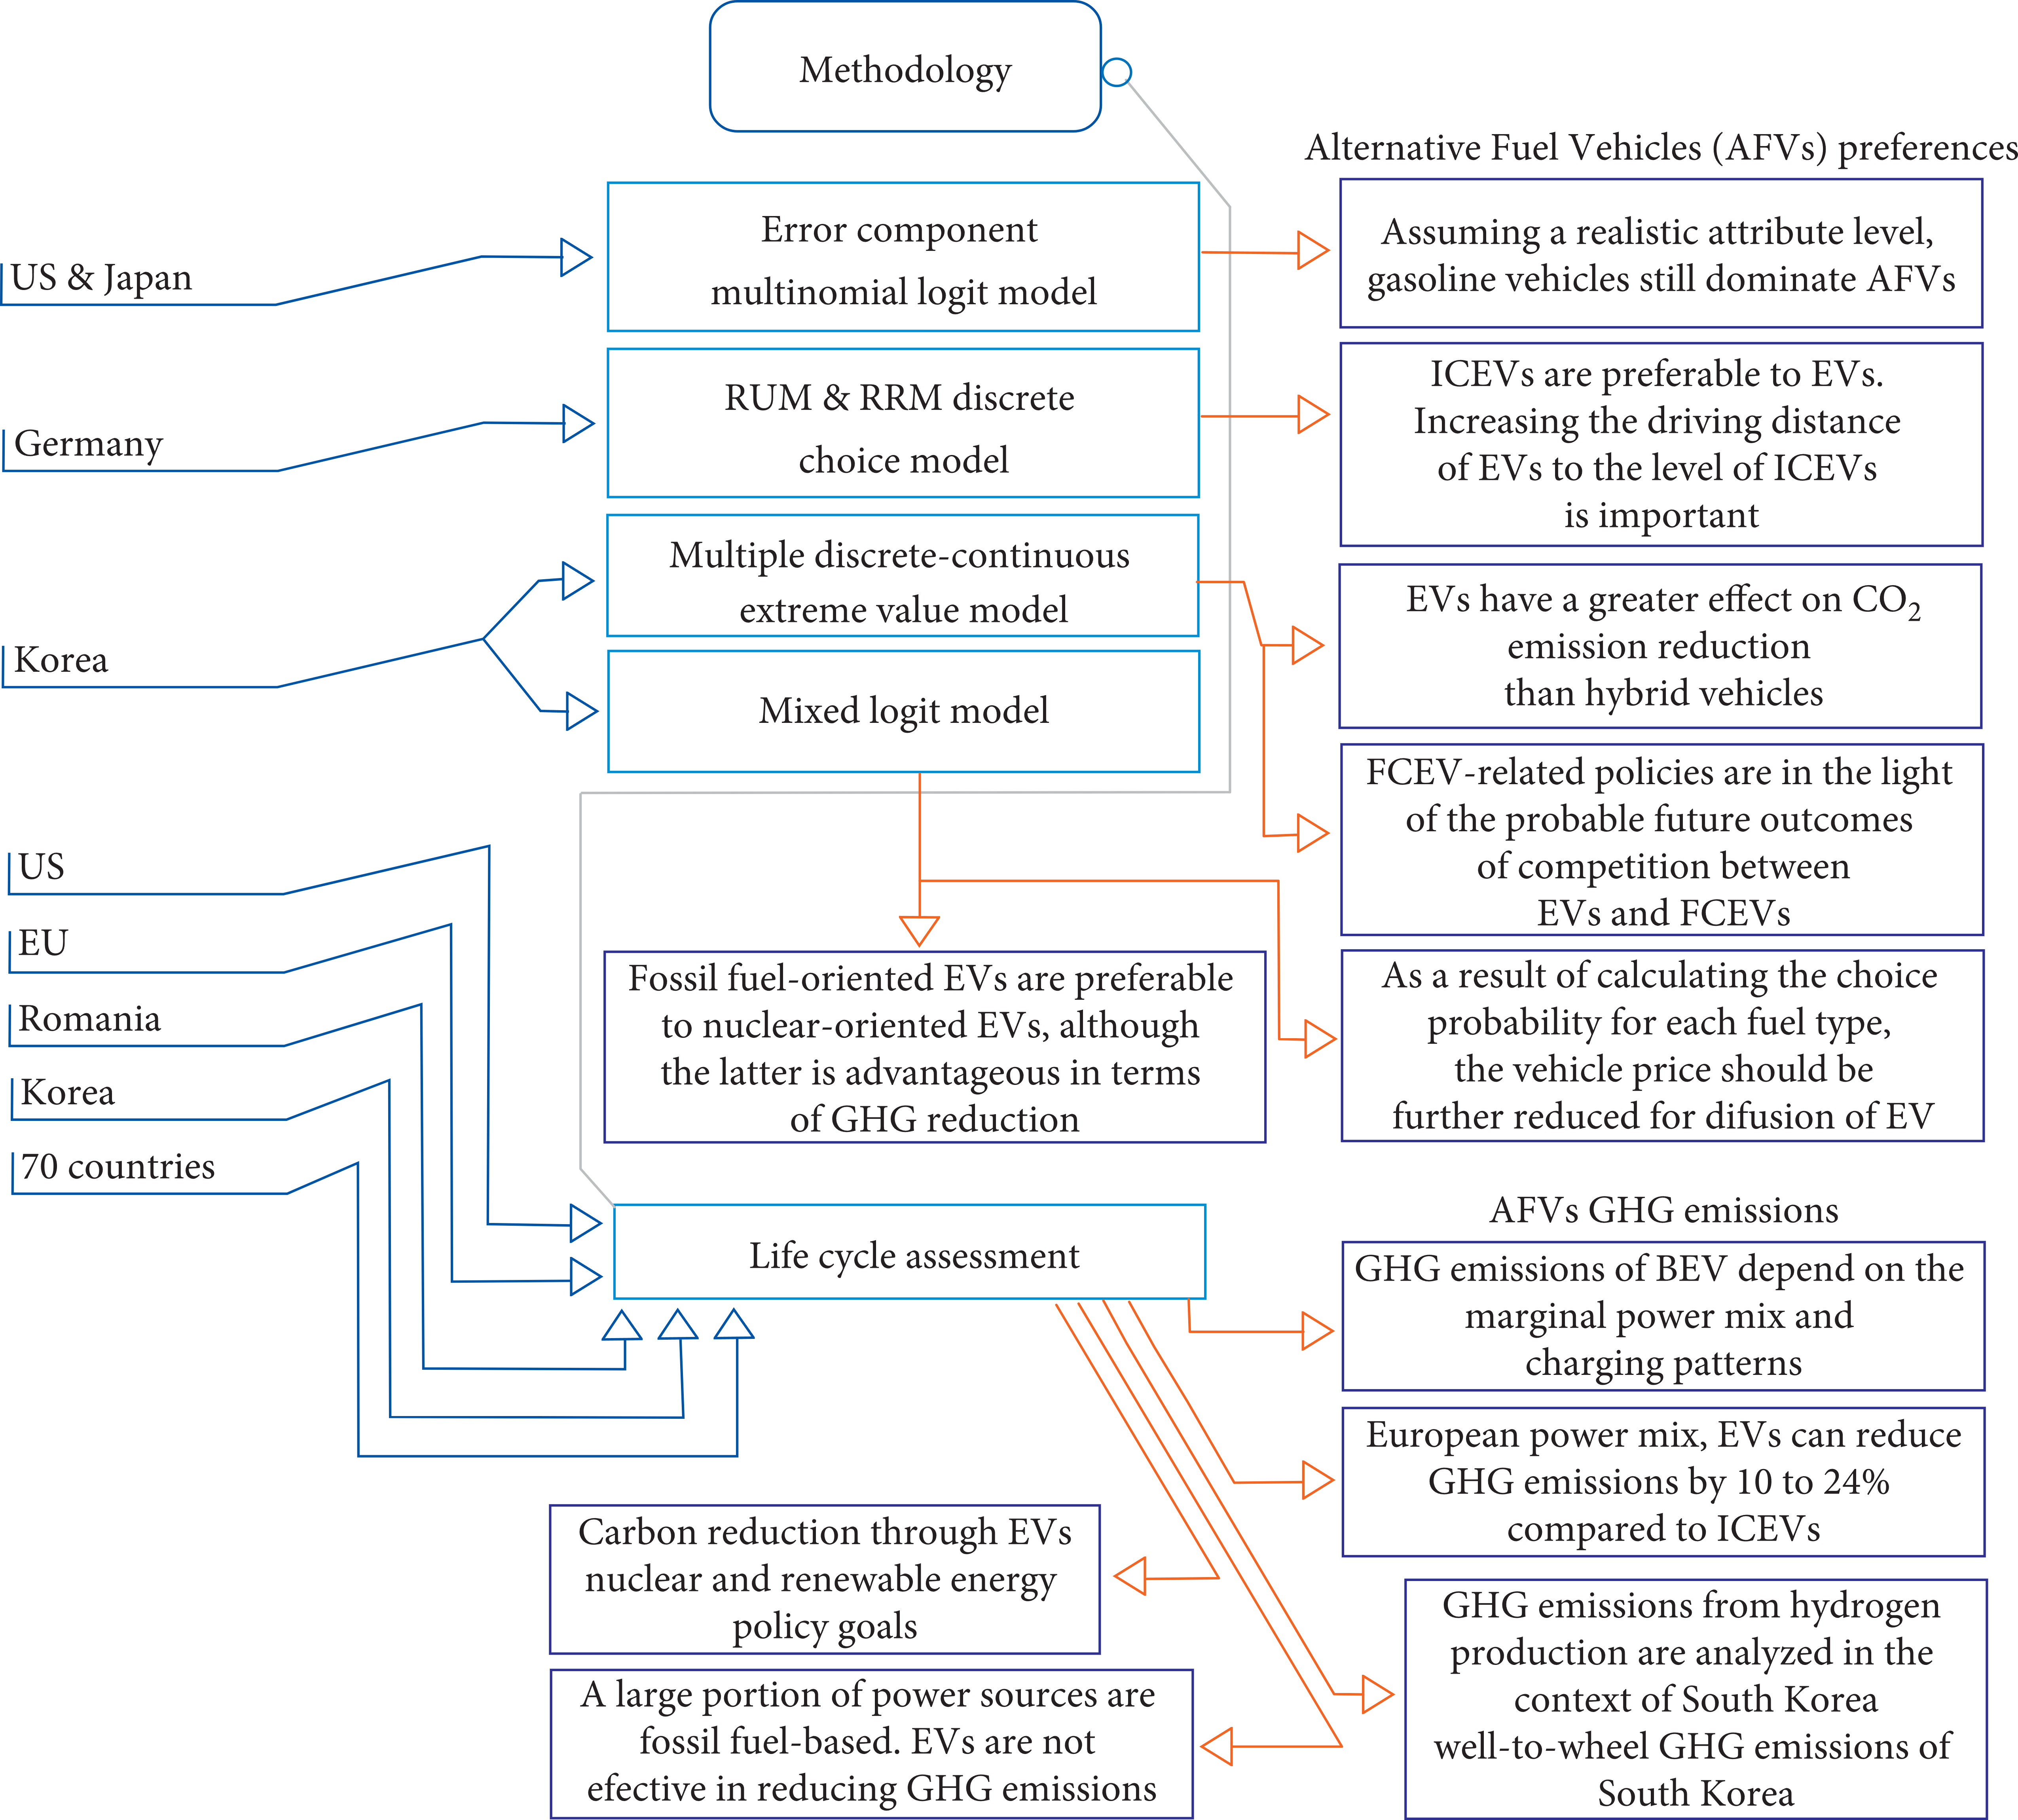 Methodology
Alternative Fuel Vehicles (AFVs) preferences
US & Japan
Error component
multinomial logit model
Assuming a realistic attribute level,
gasoline vehicles still dominate AFVs
Germany
RUM & RRM discrete
choice model
ICEVs are preferable to EVs.
Increasing the driving distance
of EVs to the level of ICEVs
is important
Korea
Multiple discrete-continuous
extreme value model
Mixed logit model
EVs have a greater effect on CO2
emission reduction
than hybrid vehicles
FCEV-related policies are in the light
of the probable future outcomes
of competition between
EVs and FCEVs
Fossil fuel-oriented EVs are preferable
to nuclear-oriented EVs, although
the latter is advantageous in terms
of GHG reduction
As a result of calculating the choice
probability for each fuel type,
the vehicle price should be
further reduced for difusion of EV
US
EU
Romania
Korea
70 countries
Life cycle assessment
AFVs GHG emissions
GHG emissions of BEV depend on the
marginal power mix and
charging patterns
European power mix, EVs can reduce
GHG emissions by 10 to 24%
compared to ICEVs
Carbon reduction through EVs
nuclear and renewable energy
policy goals
GHG emissions from hydrogen
production are analyzed in the
context of South Korea
well-to-wheel GHG emissions of
South Korea
A large portion of power sources are
fossil fuel-based. EVs are not
efective in reducing GHG emissions